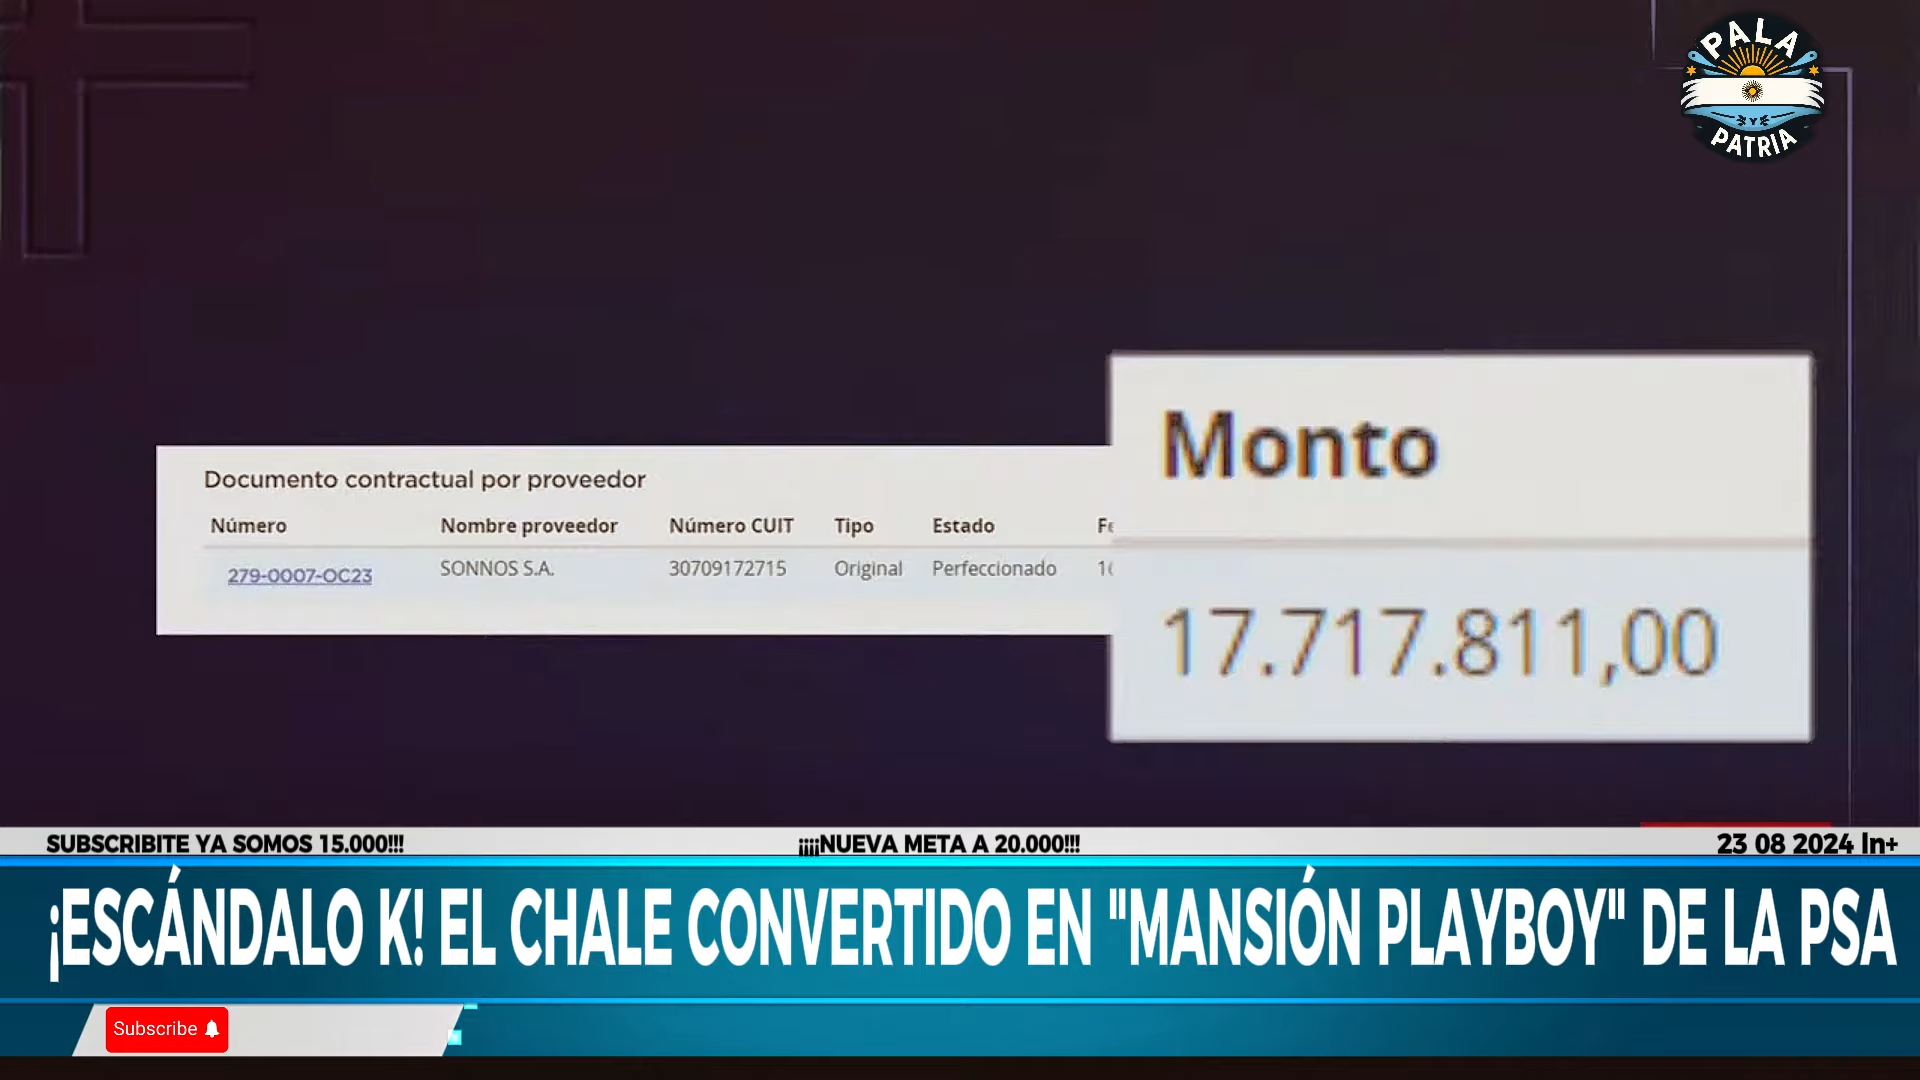 PALA
Y
PATRIA
Monto
Documento contractual por proveedor
Número Nombre proveedor Número CUIT Tipo Estado
279-0007-OC23 SONNOS S.A. 30709172715 Original Perfeccionado
17.717.811,00
SUBSCRIBITE YA SOMOS 15.000!!! ¡¡¡¡NUEVA META A 20.000!!! 23 08 2024 ln+
¡ESCÁNDALO K! EL CHALE CONVERTIDO EN "MANSIÓN PLAYBOY" DE LA PSA
Subscribe